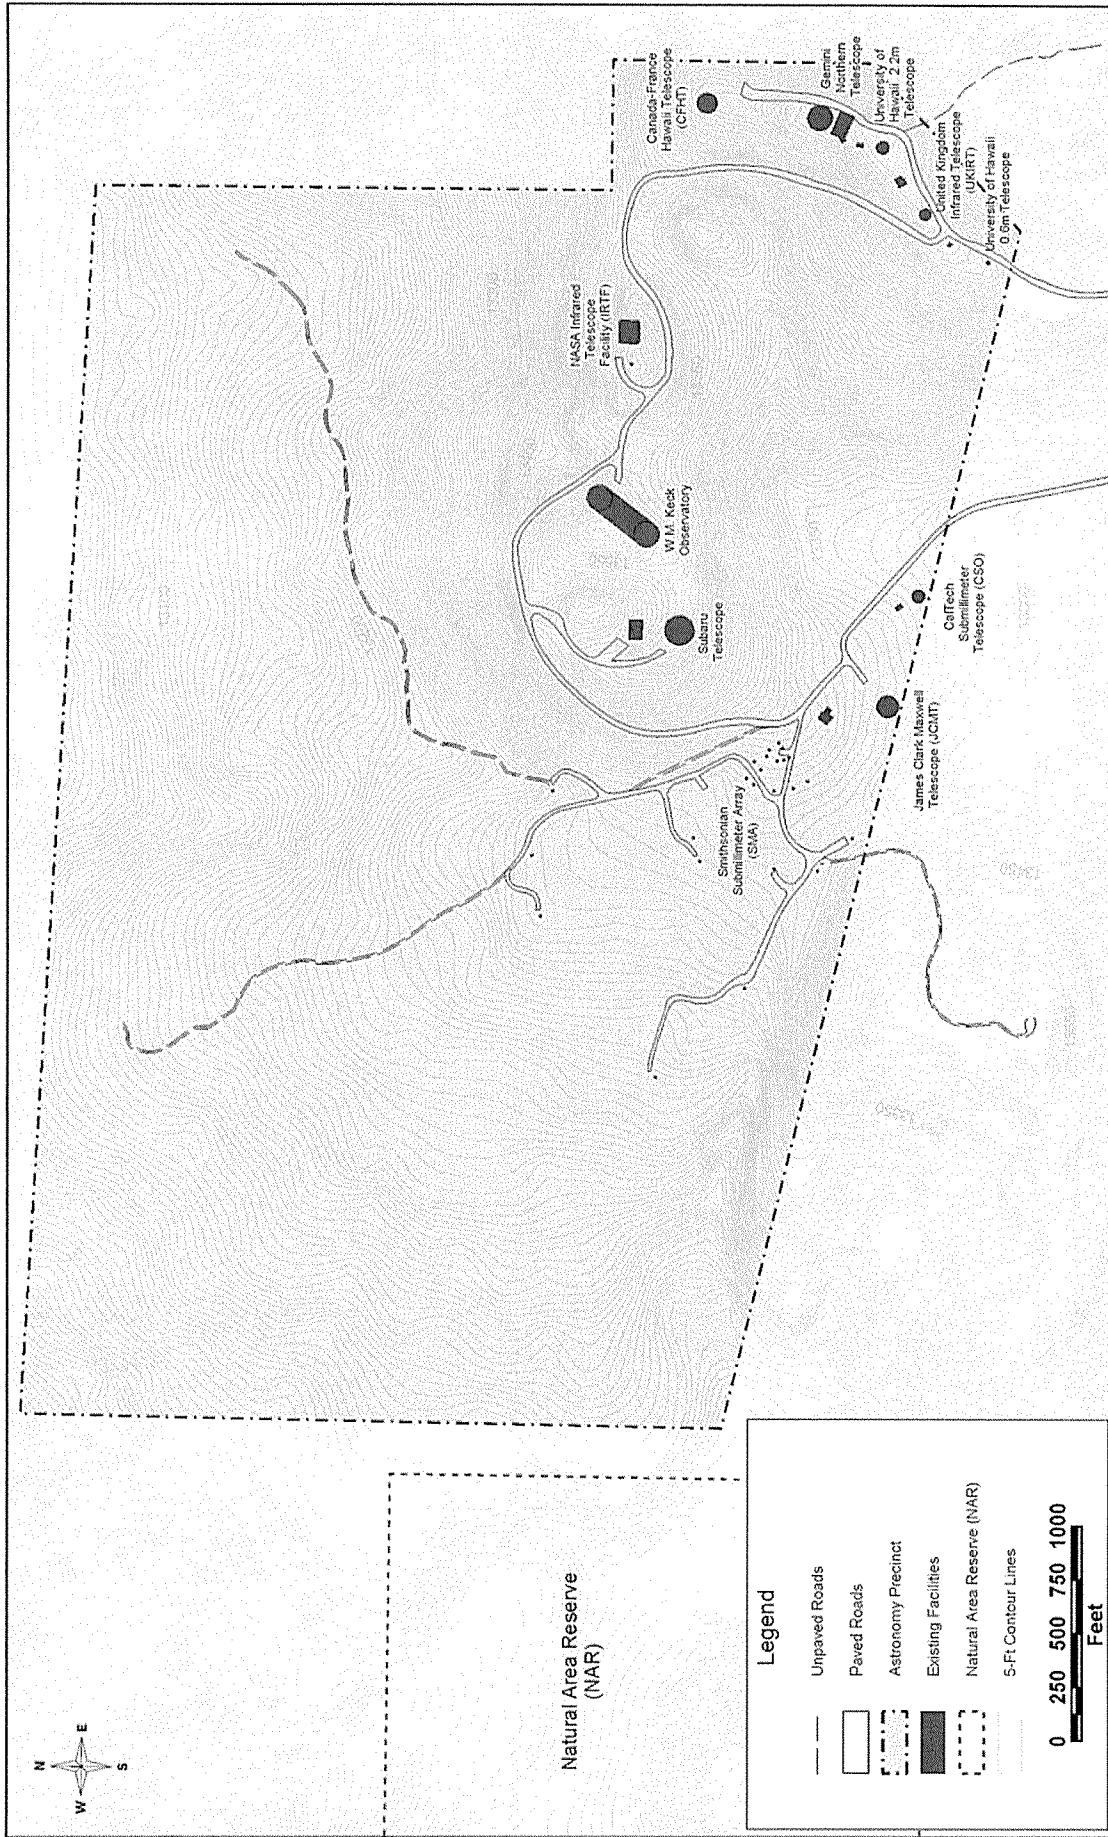 N
W
E
S
Natural Area Reserve
(NAR)
Canada-France
Hawaii Telescope
(CFHT)
Gemini
Northern
Telescope
University of
Hawaii 2.2m
Telescope
United Kingdom
Infrared Telescope
(UKIRT)
University of Hawaii
0.6m Telescope
NASA Infrared
Telescope
Facility (IRTF)
W.M. Keck
Observatory
Subaru
Telescope
CalTech
Submillimeter
Telescope (CSO)
James Clark Maxwell
Telescope (JCMT)
Smithsonian
Submillimeter Array
(SMA)
13450
Legend
Unpaved Roads
Paved Roads
Astronomy Precinct
Existing Facilities
Natural Area Reserve (NAR)
5-Ft Contour Lines
0 250 500 750 1000
Feet